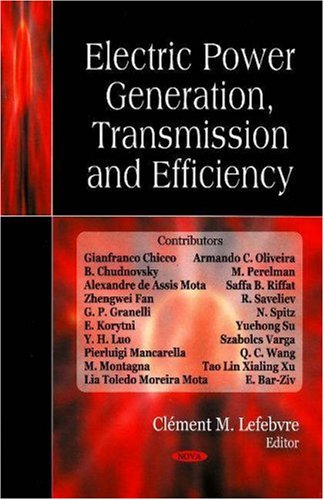 Electric Power
Generation,
Transmission
and Efficiency
Contributors
Gianfranco Chicco Armando C. Oliveira
B. Chudnovsky M. Perelman
Alexandre de Assis Mota Saffa B. Riffat
Zhengwei Fan R. Saveliev
G. P. Granelli N. Spitz
E. Korytni Yuehong Su
Y. H. Luo Szabolcs Varga
Pierluigi Mancarella Q. C. Wang
M. Montagna Tao Lin Xialing Xu
Lia Toledo Moreira Mota E. Bar-Ziv
Clément M. Lefebvre
Editor
NOVA